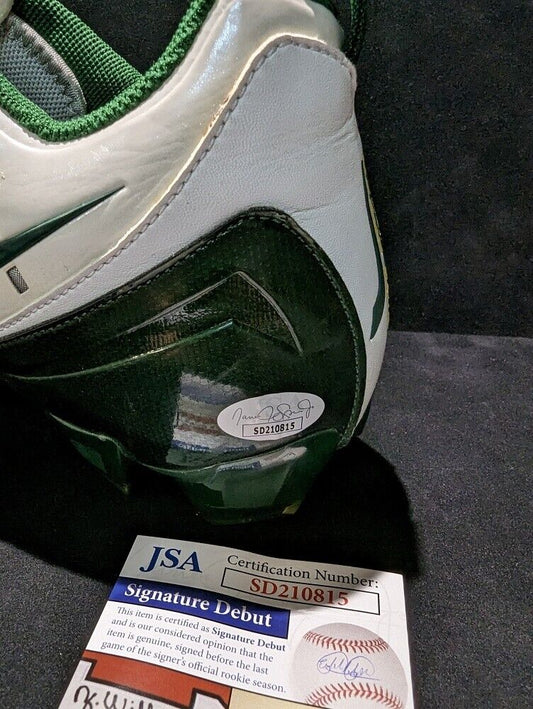 SD210815
JSA
Certification Number:
SD210815
Signature Debut
This item is certified as Signature Debut
and is our considered opinion that the
item is genuine, signed before the last
game of the signer's official rookie season.